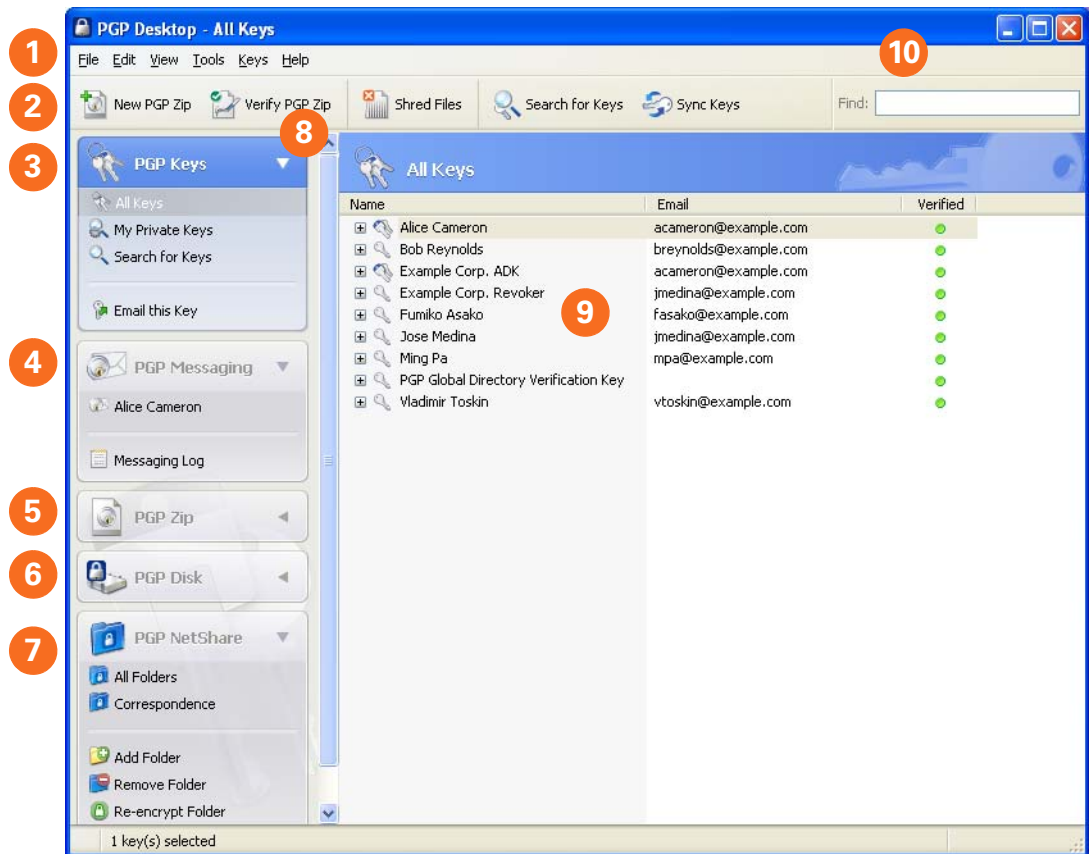 PGP Desktop - All Keys
1
10
File Edit View Tools Keys Help
2
New PGP Zip Verify PGP Zip Shred Files Search for Keys Sync Keys Find:
8
3
PGP Keys
All Keys
All Keys
My Private Keys
Search for Keys
Email this Key
4
PGP Messaging
Alice Cameron
Messaging Log
5
PGP Zip
6
PGP Disk
7
PGP NetShare
All Folders
Correspondence
Add Folder
Remove Folder
Re-encrypt Folder
Name Email Verified
Alice Cameron acameron@example.com
Bob Reynolds breynolds@example.com
Example Corp. ADK acameron@example.com
Example Corp. Revoker jmedina@example.com
9
Fumiko Asako fasako@example.com
Jose Medina jmedina@example.com
Ming Pa mpa@example.com
PGP Global Directory Verification Key
Vladimir Toskin vtoskin@example.com
1 key(s) selected